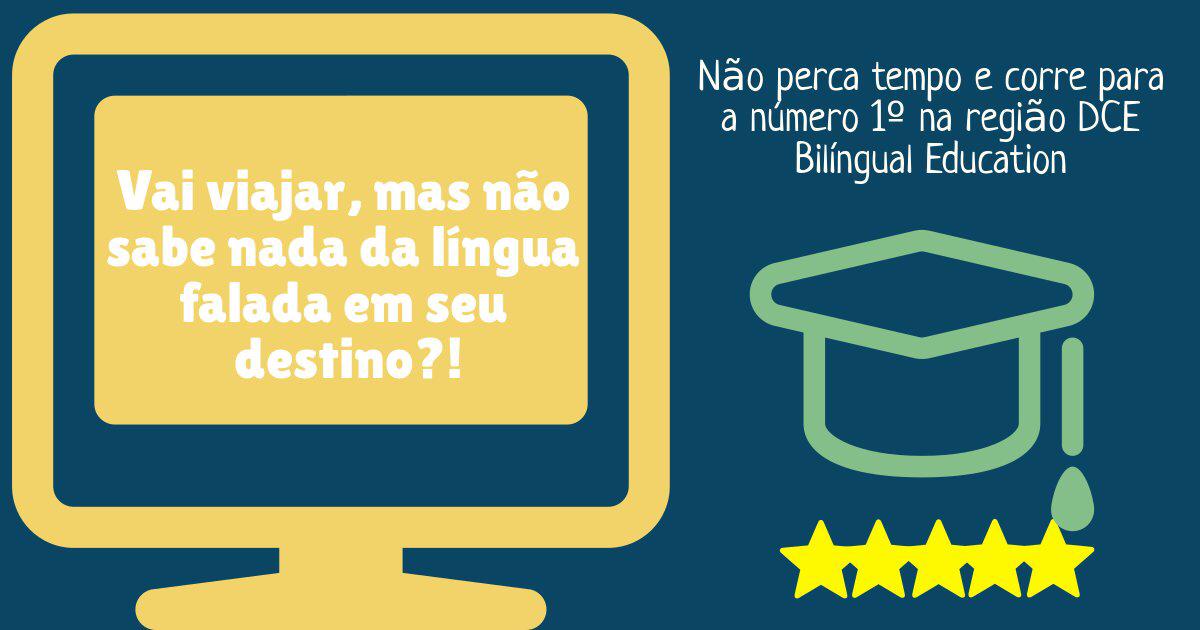 Vai viajar, mas não
sabe nada da língua
falada em seu
destino?!
Não perca tempo e corre para
a número 1º na região DCE
Bilíngual Education